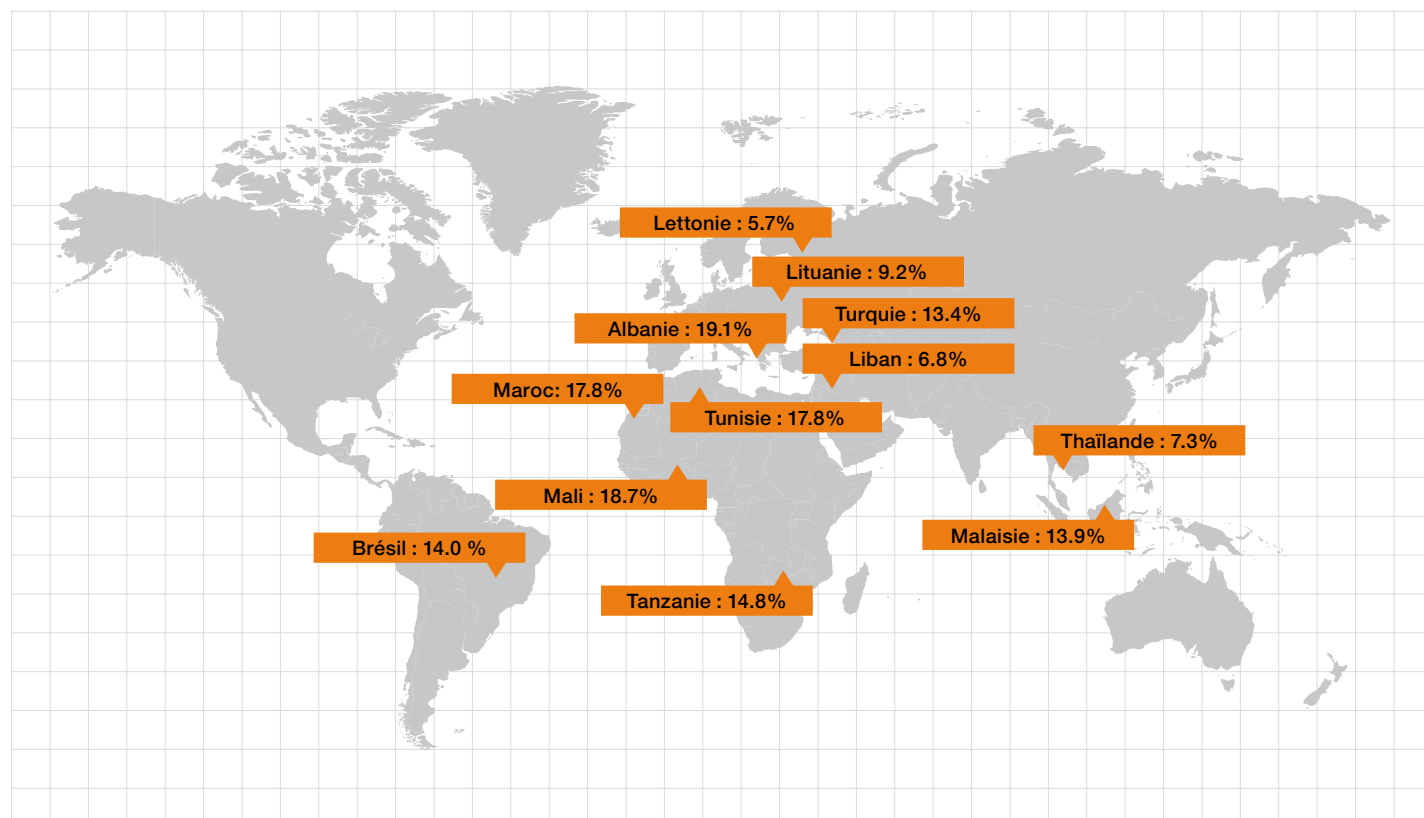 Lettonie : 5.7%
Lituanie : 9.2%
Turquie : 13.4%
Albanie : 19.1%
Liban : 6.8%
Maroc: 17.8%
Tunisie : 17.8%
Thaïlande : 7.3%
Mali : 18.7%
Malaisie : 13.9%
Brésil : 14.0 %
Tanzanie : 14.8%